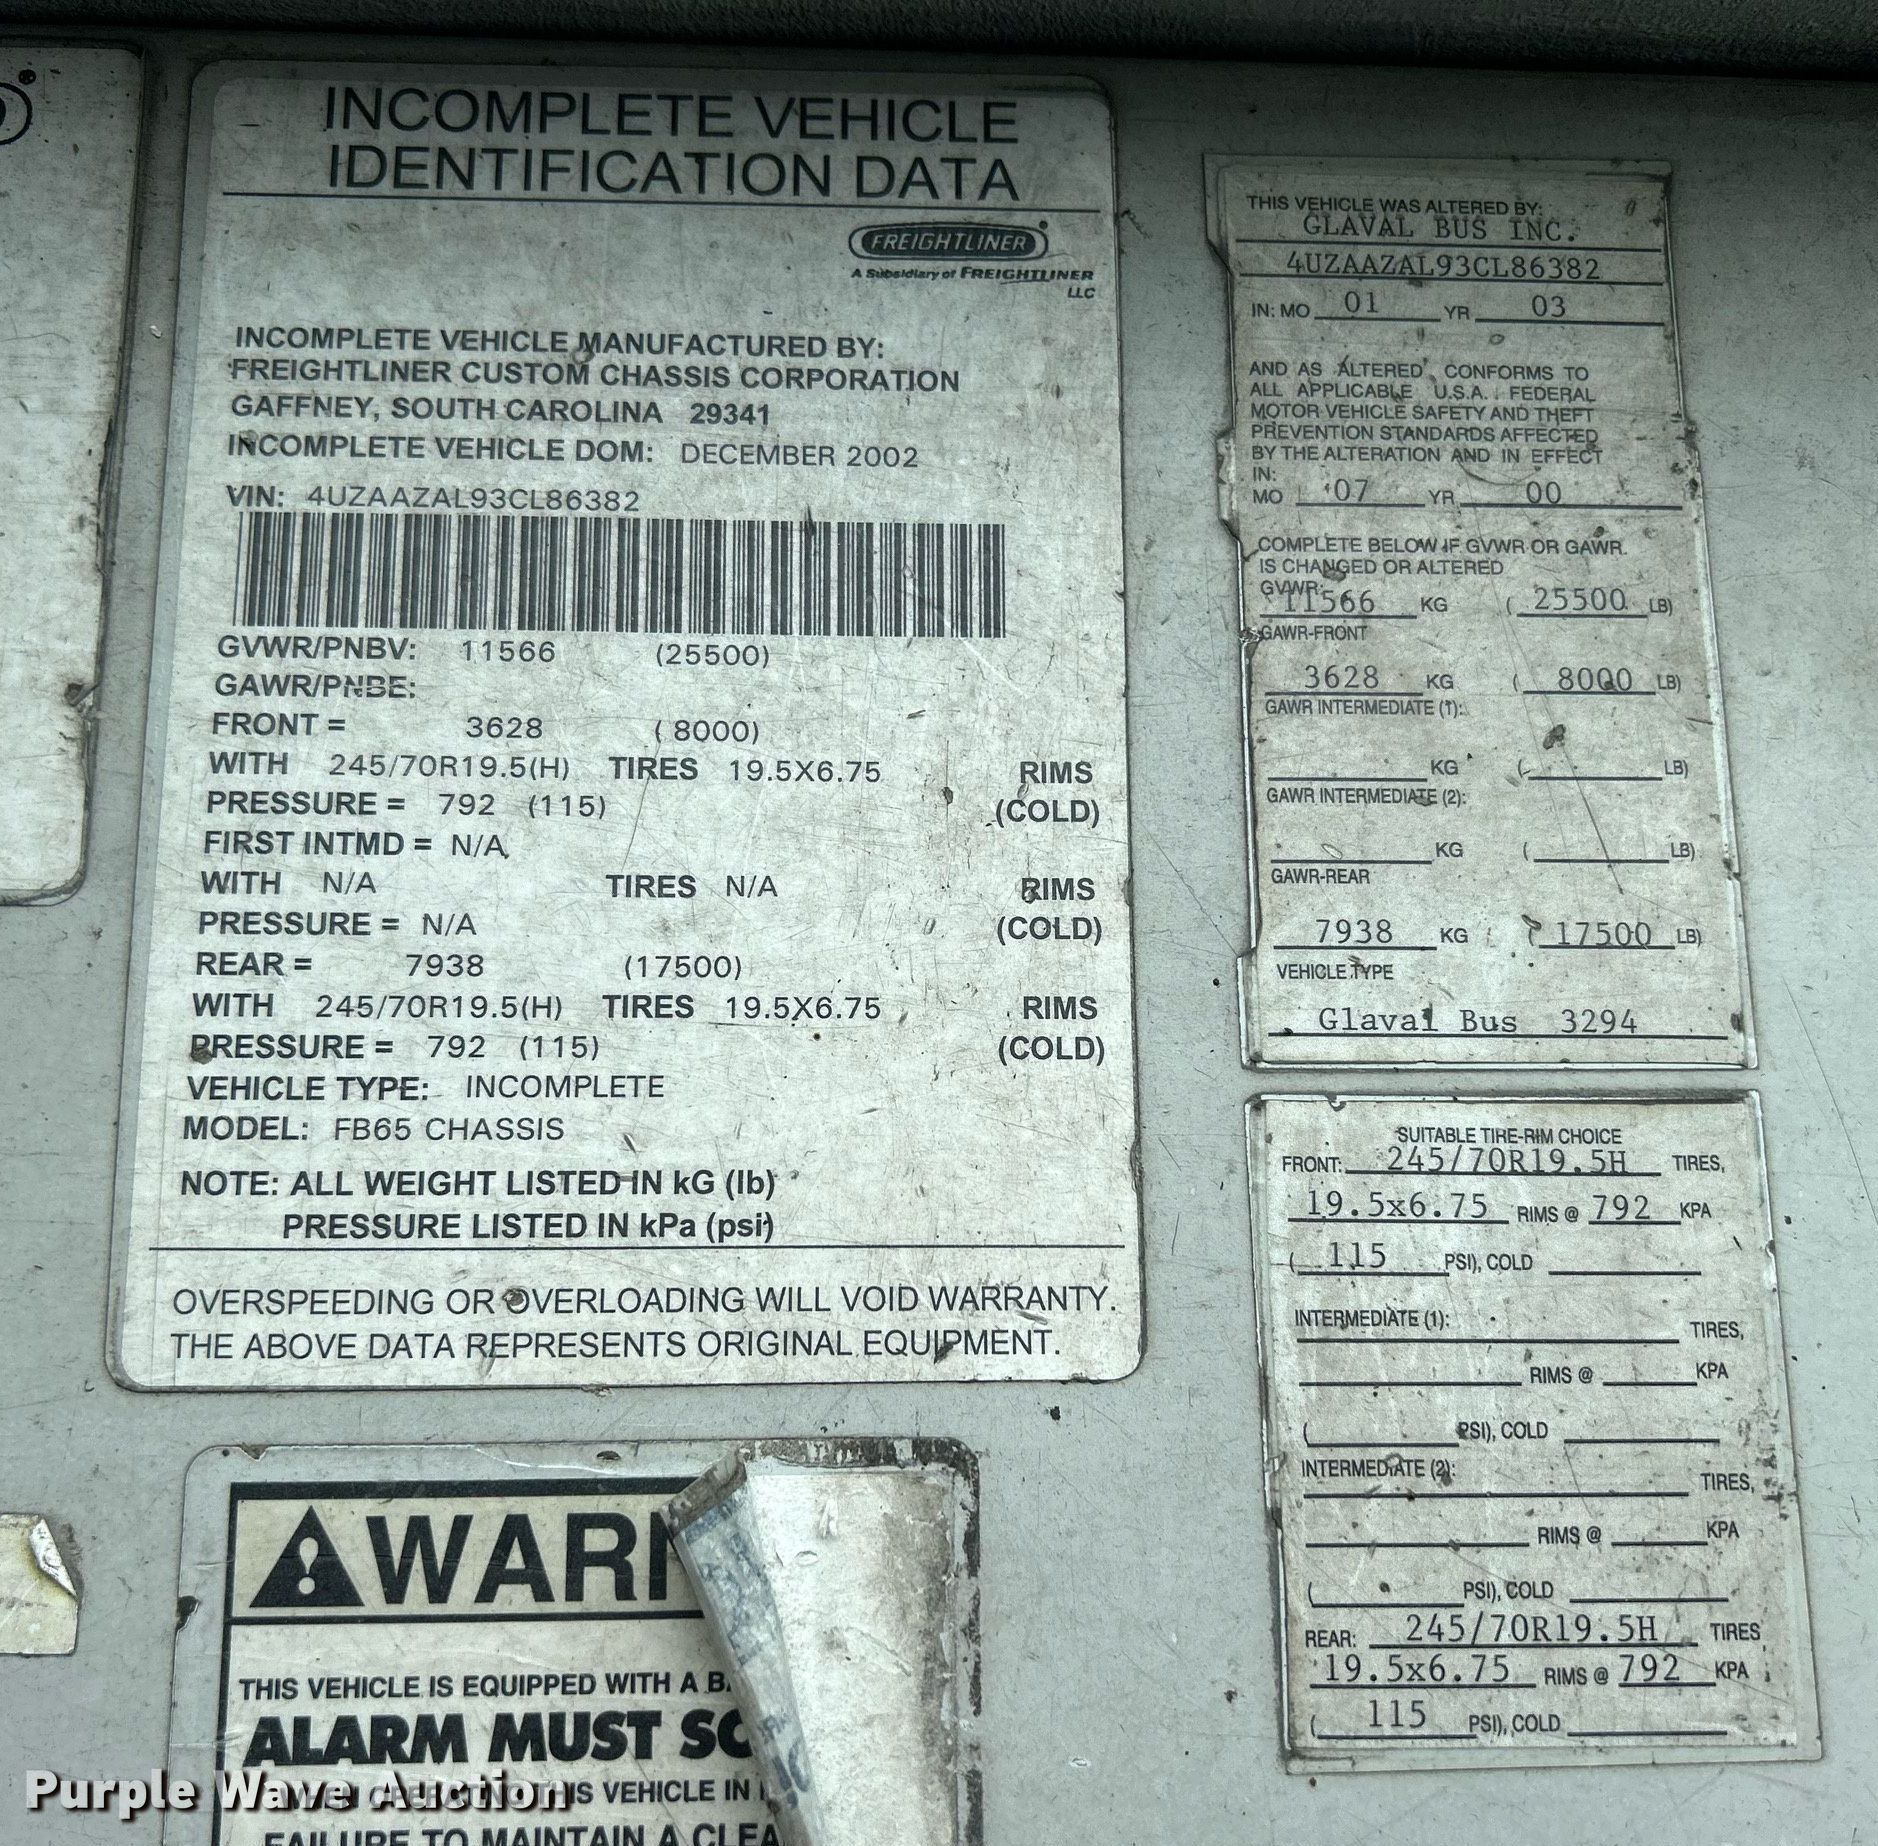 INCOMPLETE VEHICLE
IDENTIFICATION DATA
FREIGHTLINER
A Subsidiary of FREIGHTLINER
LLC
INCOMPLETE VEHICLE MANUFACTURED BY:
FREIGHTLINER CUSTOM CHASSIS CORPORATION
GAFFNEY, SOUTH CAROLINA 29341
INCOMPLETE VEHICLE DOM: DECEMBER 2002
VIN: 4UZAAZAL93CL86382
GVWR/PNBV: 11566 (25500)
GAWR/PNBE:
FRONT = 3628 ( 8000)
WITH 245/70R19.5(H) TIRES 19.5X6.75 RIMS
PRESSURE = 792 (115) (COLD)
FIRST INTMD = N/A
WITH N/A TIRES N/A RIMS
PRESSURE = N/A (COLD)
REAR = 7938 (17500)
WITH 245/70R19.5(H) TIRES 19.5X6.75 RIMS
PRESSURE = 792 (115) (COLD)
VEHICLE TYPE: INCOMPLETE
MODEL: FB65 CHASSIS
NOTE: ALL WEIGHT LISTED IN kG (lb)
PRESSURE LISTED IN kPa (psi)
OVERSPEEDING OR OVERLOADING WILL VOID WARRANTY.
THE ABOVE DATA REPRESENTS ORIGINAL EQUIPMENT.
THIS VEHICLE WAS ALTERED BY:
GLAVAL BUS INC.
4UZAAZAL93CL86382
IN: MO 01 YR 03
AND AS ALTERED, CONFORMS TO
ALL APPLICABLE U.S.A. FEDERAL
MOTOR VEHICLE SAFETY AND THEFT
PREVENTION STANDARDS AFFECTED
BY THE ALTERATION AND IN EFFECT
IN:
MO 07 YR 00
COMPLETE BELOW IF GVWR OR GAWR
IS CHANGED OR ALTERED
GVWR:
11566 KG ( 25500 LB)
GAWR-FRONT
3628 KG ( 8000 LB)
GAWR INTERMEDIATE (1):
KG ( LB)
GAWR INTERMEDIATE (2):
KG ( LB)
GAWR-REAR
7938 KG ( 17500 LB)
VEHICLE TYPE
Glaval Bus 3294
SUITABLE TIRE-RIM CHOICE
FRONT: 245/70R19.5H TIRES,
19.5x6.75 RIMS @ 792 KPA
( 115 PSI), COLD
INTERMEDIATE (1):
TIRES,
RIMS @ KPA
( PSI), COLD
INTERMEDIATE (2):
TIRES,
RIMS @ KPA
( PSI), COLD
REAR: 245/70R19.5H TIRES,
19.5x6.75 RIMS @ 792 KPA
( 115 PSI), COLD
WARN
THIS VEHICLE IS EQUIPPED WITH A BA
ALARM MUST SO
WHEN OPERATING THIS VEHICLE IN
FAILURE TO MAINTAIN A CLEA
Purple Wave Auction